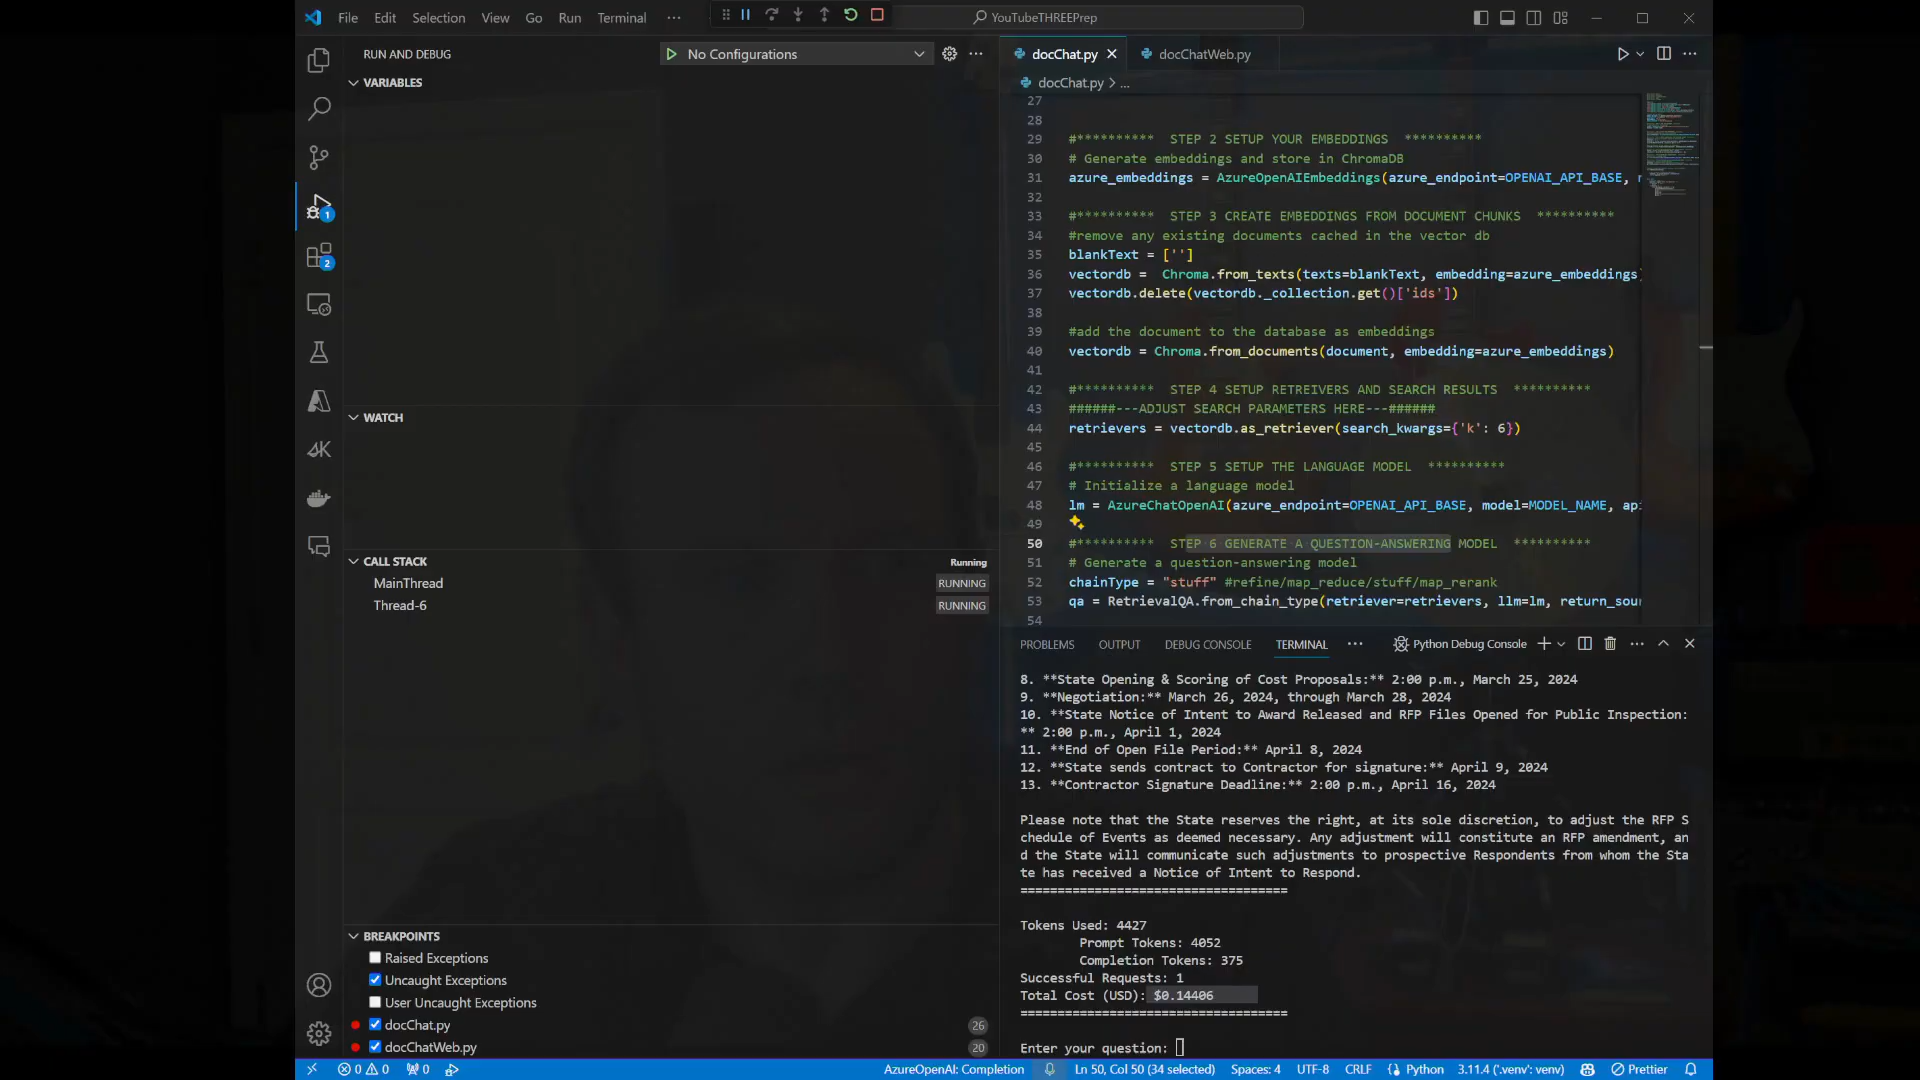 File Edit Selection View Go Run Terminal ··· YouTubeTHREEPrep
RUN AND DEBUG No Configurations ···
VARIABLES
WATCH
CALL STACK Running
MainThread RUNNING
Thread-6 RUNNING
BREAKPOINTS
Raised Exceptions
Uncaught Exceptions
User Uncaught Exceptions
docChat.py 26
docChatWeb.py 20
1
2
docChat.py docChatWeb.py
docChat.py > ...
27
28
29 #********** STEP 2 SETUP YOUR EMBEDDINGS **********
30 # Generate embeddings and store in ChromaDB
31 azure_embeddings = AzureOpenAIEmbeddings(azure_endpoint=OPENAI_API_BASE,
32
33 #********** STEP 3 CREATE EMBEDDINGS FROM DOCUMENT CHUNKS **********
34 #remove any existing documents cached in the vector db
35 blankText = ['']
36 vectordb = Chroma.from_texts(texts=blankText, embedding=azure_embeddings)
37 vectordb.delete(vectordb._collection.get()['ids'])
38
39 #add the document to the database as embeddings
40 vectordb = Chroma.from_documents(document, embedding=azure_embeddings)
41
42 #********** STEP 4 SETUP RETREIVERS AND SEARCH RESULTS **********
43 ######---ADJUST SEARCH PARAMETERS HERE---######
44 retrievers = vectordb.as_retriever(search_kwargs={'k': 6})
45
46 #********** STEP 5 SETUP THE LANGUAGE MODEL **********
47 # Initialize a language model
48 lm = AzureChatOpenAI(azure_endpoint=OPENAI_API_BASE, model=MODEL_NAME, api
49
50 #********** STEP 6 GENERATE A QUESTION-ANSWERING MODEL **********
51 # Generate a question-answering model
52 chainType = "stuff" #refine/map_reduce/stuff/map_rerank
53 qa = RetrievalQA.from_chain_type(retriever=retrievers, llm=lm, return_sour
54
PROBLEMS OUTPUT DEBUG CONSOLE TERMINAL ··· Python Debug Console
8. **State Opening & Scoring of Cost Proposals:** 2:00 p.m., March 25, 2024
9. **Negotiation:** March 26, 2024, through March 28, 2024
10. **State Notice of Intent to Award Released and RFP Files Opened for Public Inspection:
** 2:00 p.m., April 1, 2024
11. **End of Open File Period:** April 8, 2024
12. **State sends contract to Contractor for signature:** April 9, 2024
13. **Contractor Signature Deadline:** 2:00 p.m., April 16, 2024
Please note that the State reserves the right, at its sole discretion, to adjust the RFP S
chedule of Events as deemed necessary. Any adjustment will constitute an RFP amendment, an
d the State will communicate such adjustments to prospective Respondents from whom the Sta
te has received a Notice of Intent to Respond.
====================================
Tokens Used: 4427
Prompt Tokens: 4052
Completion Tokens: 375
Successful Requests: 1
Total Cost (USD): $0.14406
====================================
Enter your question:
0 0 0 AzureOpenAI: Completion Ln 50, Col 50 (34 selected) Spaces: 4 UTF-8 CRLF Python 3.11.4 ('.venv': venv) Prettier